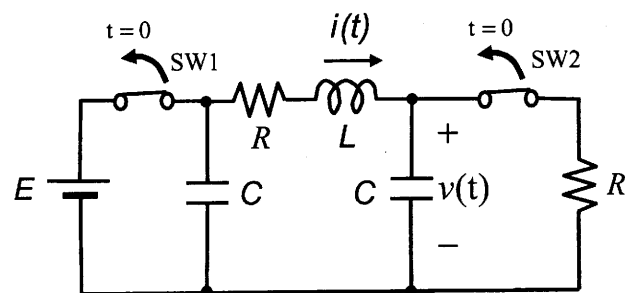 t = 0
SW1
i(t)
t = 0
SW2
R
L
+
E
C
C
v(t)
R
−